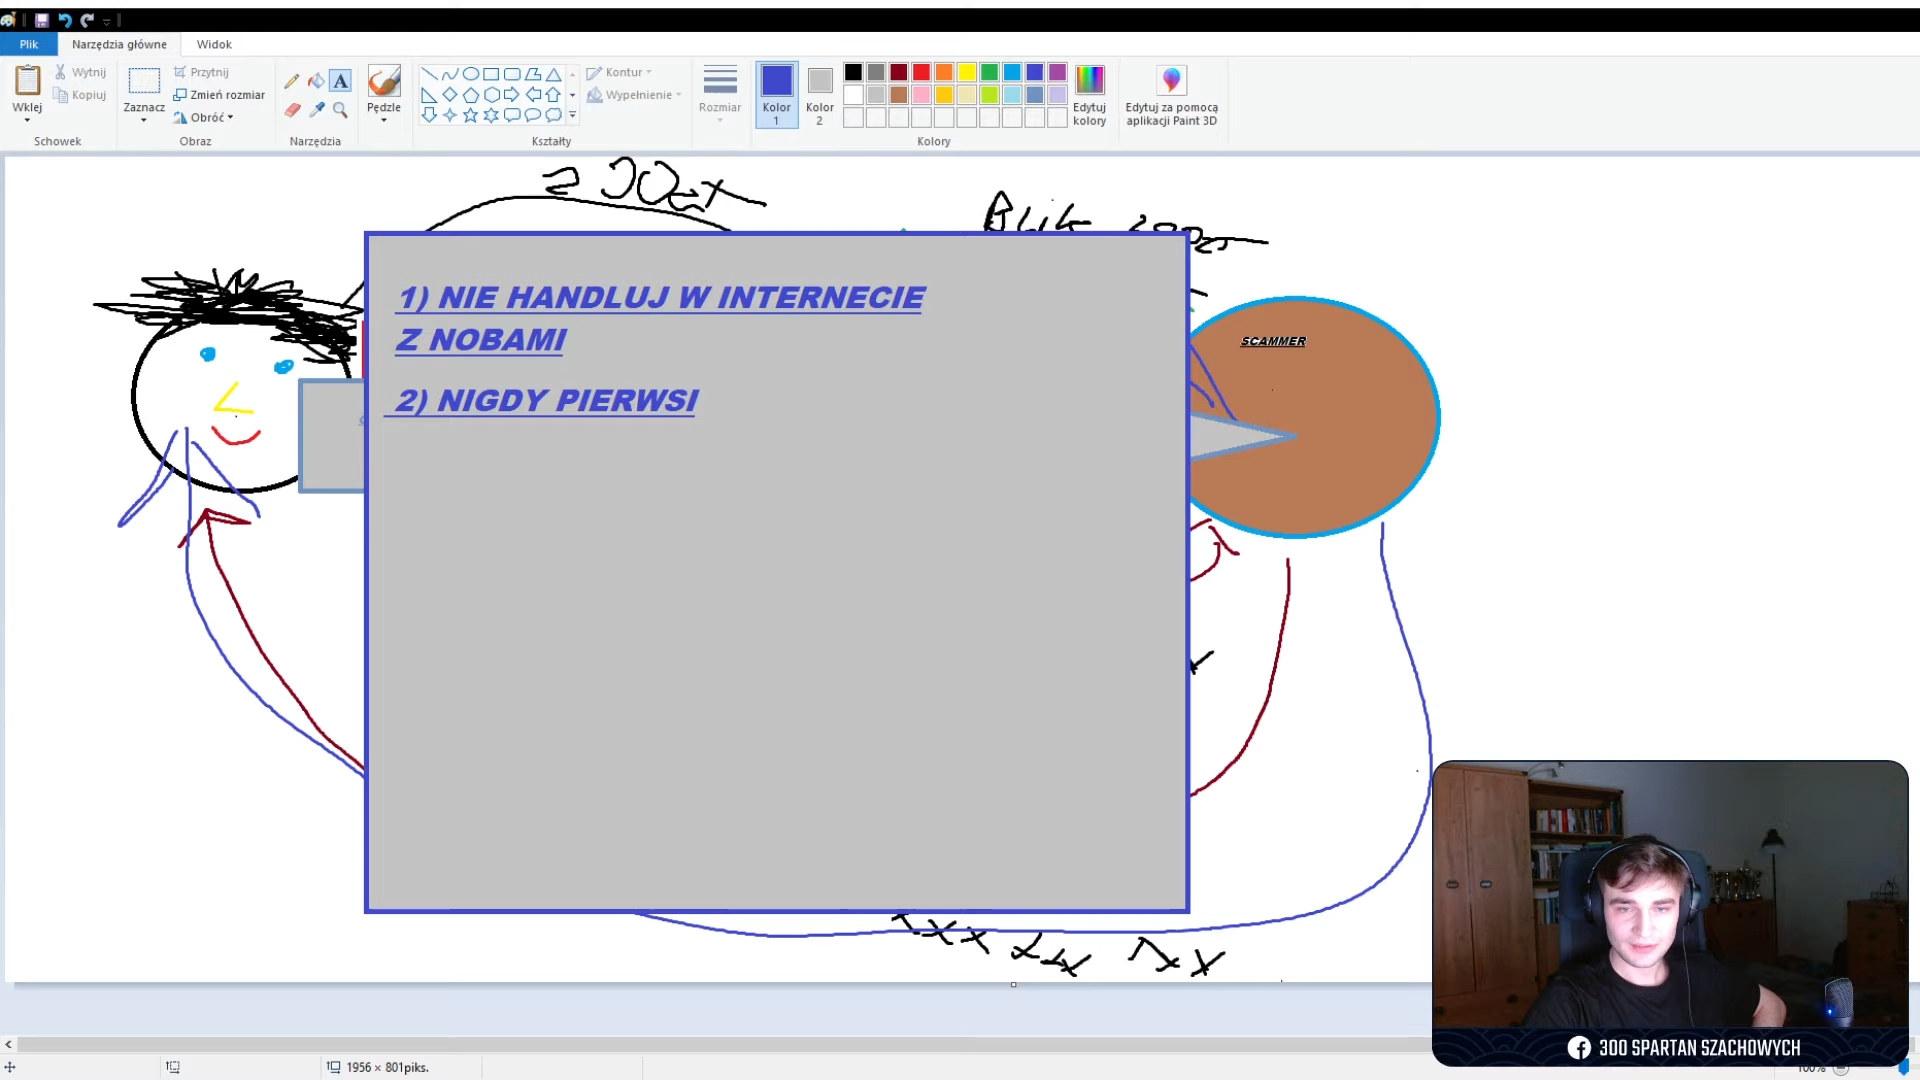 Plik Narzędzia główne Widok
Wklej
Wytnij
Kopiuj
Schowek
Zaznacz
Przytnij
Zmień rozmiar
Obróć
Obraz
Narzędzia
Pędzle
Kształty
Kontur
Wypełnienie
Rozmiar
Kolor 1
Kolor 2
Edytuj kolory
Kolory
Edytuj za pomocą aplikacji Paint 3D
Blik
1) NIE HANDLUJ W INTERNECIE
Z NOBAMI
2) NIGDY PIERWSI
SCAMMER
300 SPARTAN SZACHOWYCH
1956 × 801piks.
100%